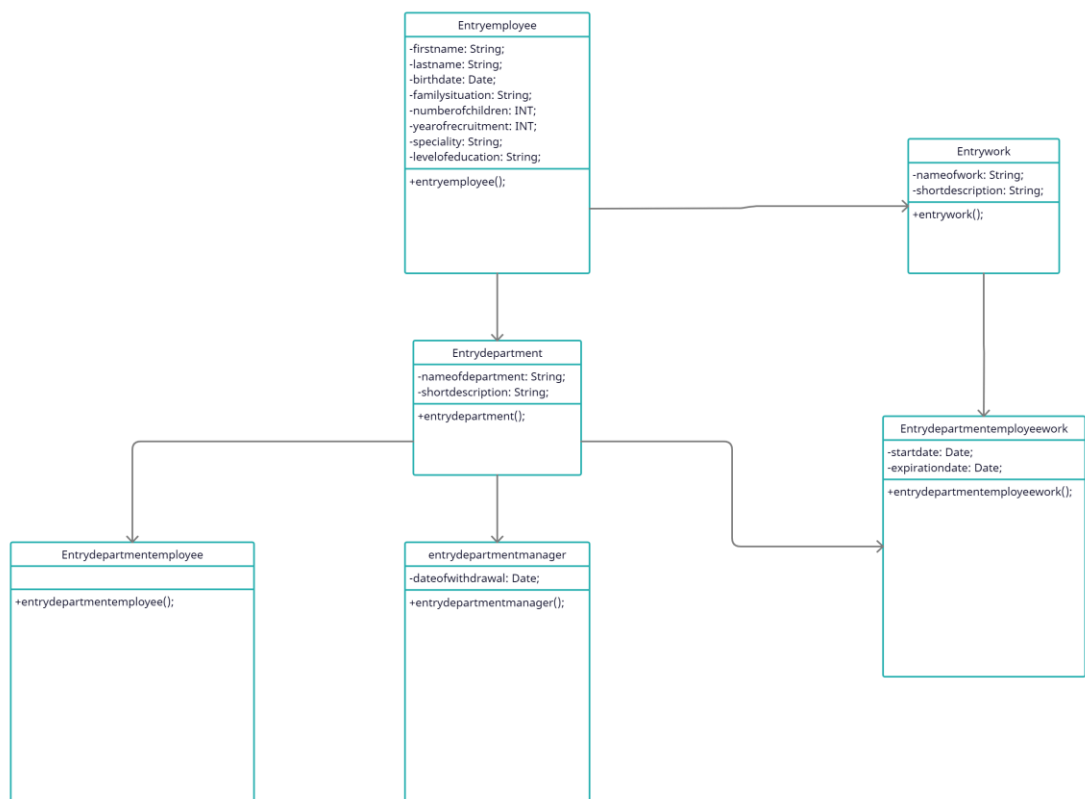 Entryemployee
-firstname: String;
-lastname: String;
-birthdate: Date;
-familysituation: String;
-numberofchildren: INT;
-yearofrecruitment: INT;
-speciality: String;
-levelofeducation: String;
+entryemployee();
Entrywork
-nameofwork: String;
-shortdescription: String;
+entrywork();
Entrydepartment
-nameofdepartment: String;
-shortdescription: String;
+entrydepartment();
Entrydepartmentemployeework
-startdate: Date;
-expirationdate: Date;
+entrydepartmentemployeework();
Entrydepartmentemployee
+entrydepartmentemployee();
entrydepartmentmanager
-dateofwithdrawal: Date;
+entrydepartmentmanager();